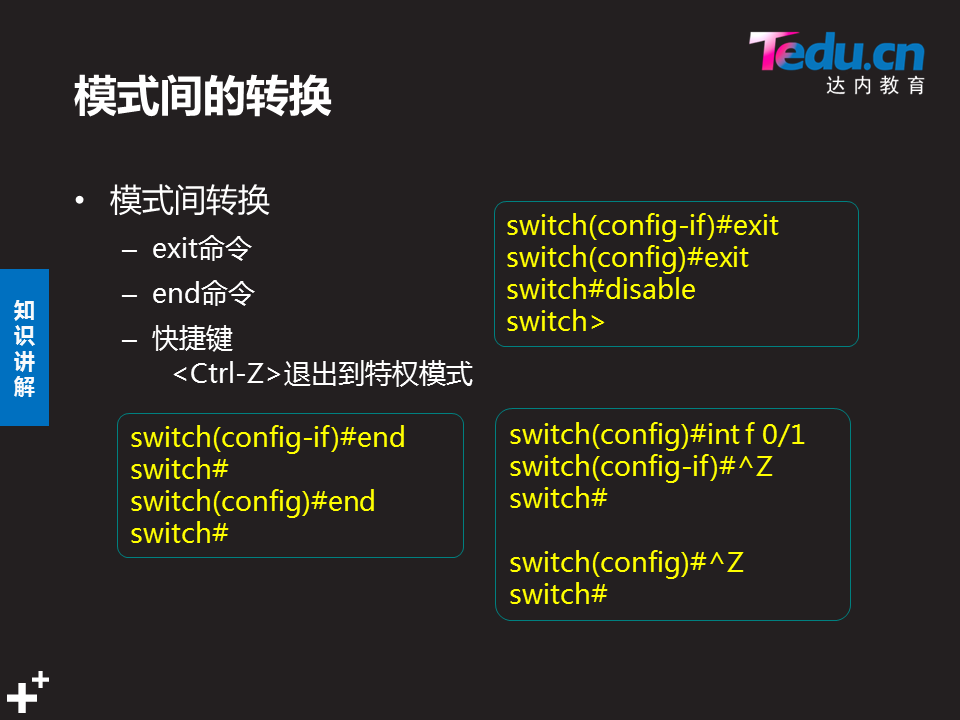 Tedu.cn
达内教育
模式间的转换
• 模式间转换
– exit命令
– end命令
– 快捷键
<Ctrl-Z>退出到特权模式
知识讲解
switch(config-if)#exit
switch(config)#exit
switch#disable
switch>
switch(config-if)#end
switch#
switch(config)#end
switch#
switch(config)#int f 0/1
switch(config-if)#^Z
switch#
switch(config)#^Z
switch#